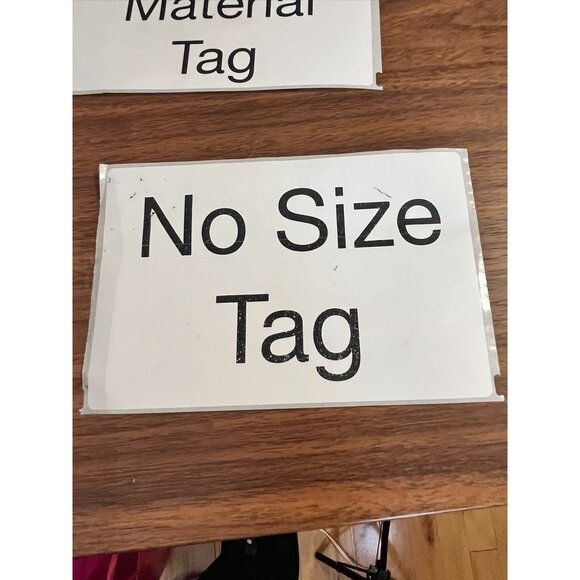 Material
Tag
No Size
Tag